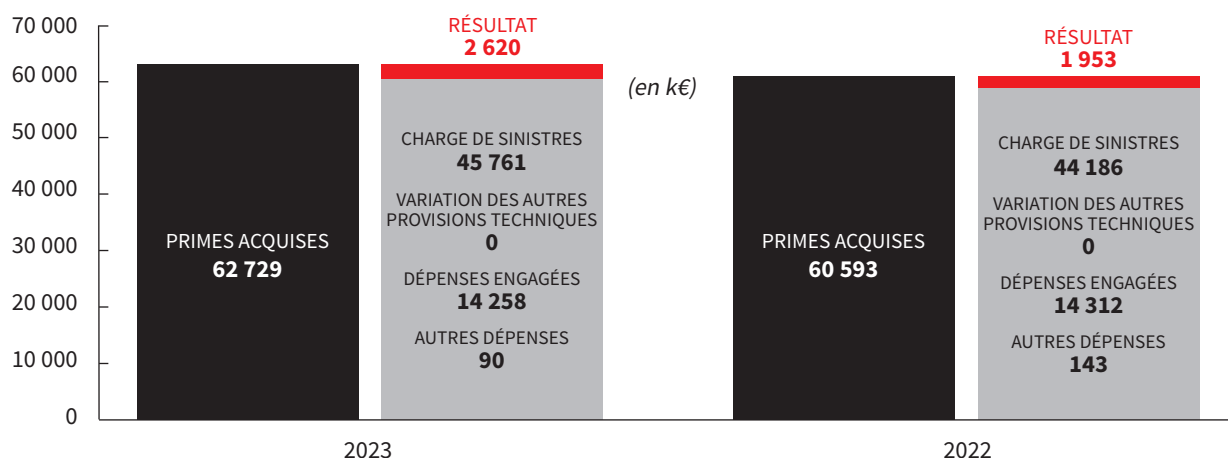 70 000
60 000
50 000
40 000
30 000
20 000
10 000
0
PRIMES ACQUISES
62 729
RÉSULTAT
2 620
CHARGE DE SINISTRES
45 761
VARIATION DES AUTRES
PROVISIONS TECHNIQUES
0
DÉPENSES ENGAGÉES
14 258
AUTRES DÉPENSES
90
2023
(en k€)
PRIMES ACQUISES
60 593
RÉSULTAT
1 953
CHARGE DE SINISTRES
44 186
VARIATION DES AUTRES
PROVISIONS TECHNIQUES
0
DÉPENSES ENGAGÉES
14 312
AUTRES DÉPENSES
143
2022